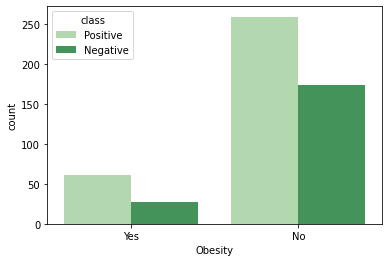 class
Positive
Negative
250
200
150
100
50
0
count
Yes
No
Obesity